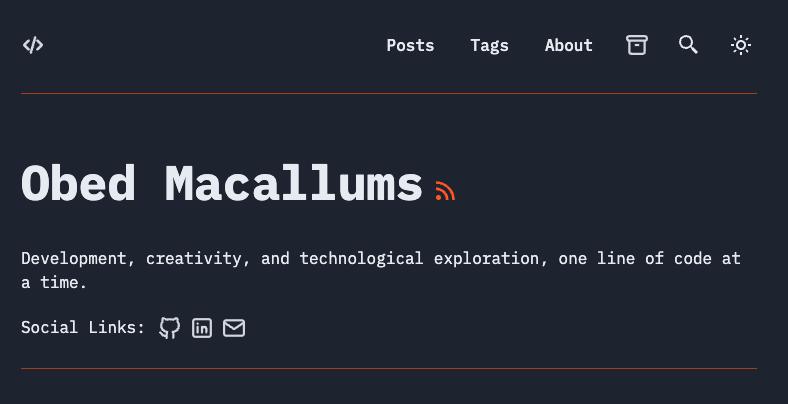 Posts Tags About
Obed Macallums
Development, creativity, and technological exploration, one line of code at
a time.
Social Links: